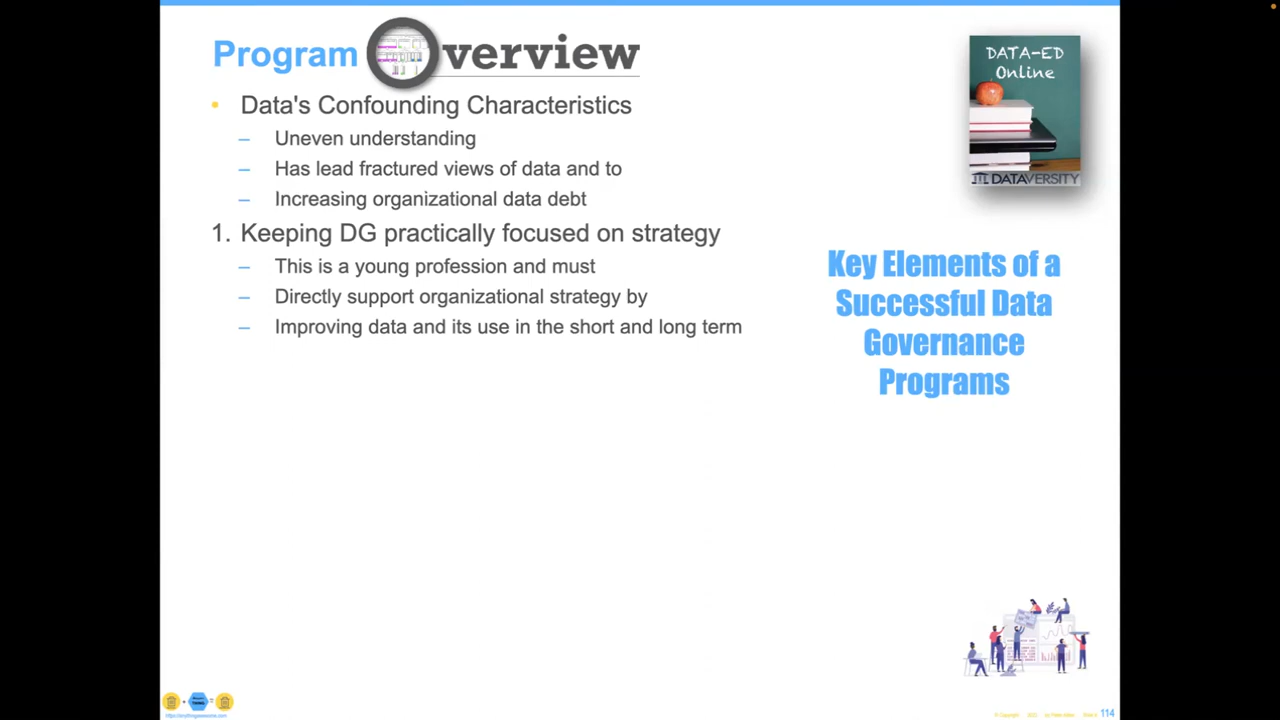 Program Overview
DATA-ED
Online
DATAVERSITY
• Data's Confounding Characteristics
– Uneven understanding
– Has lead fractured views of data and to
– Increasing organizational data debt
1. Keeping DG practically focused on strategy
– This is a young profession and must
– Directly support organizational strategy by
– Improving data and its use in the short and long term
Key Elements of a
Successful Data
Governance
Programs
114